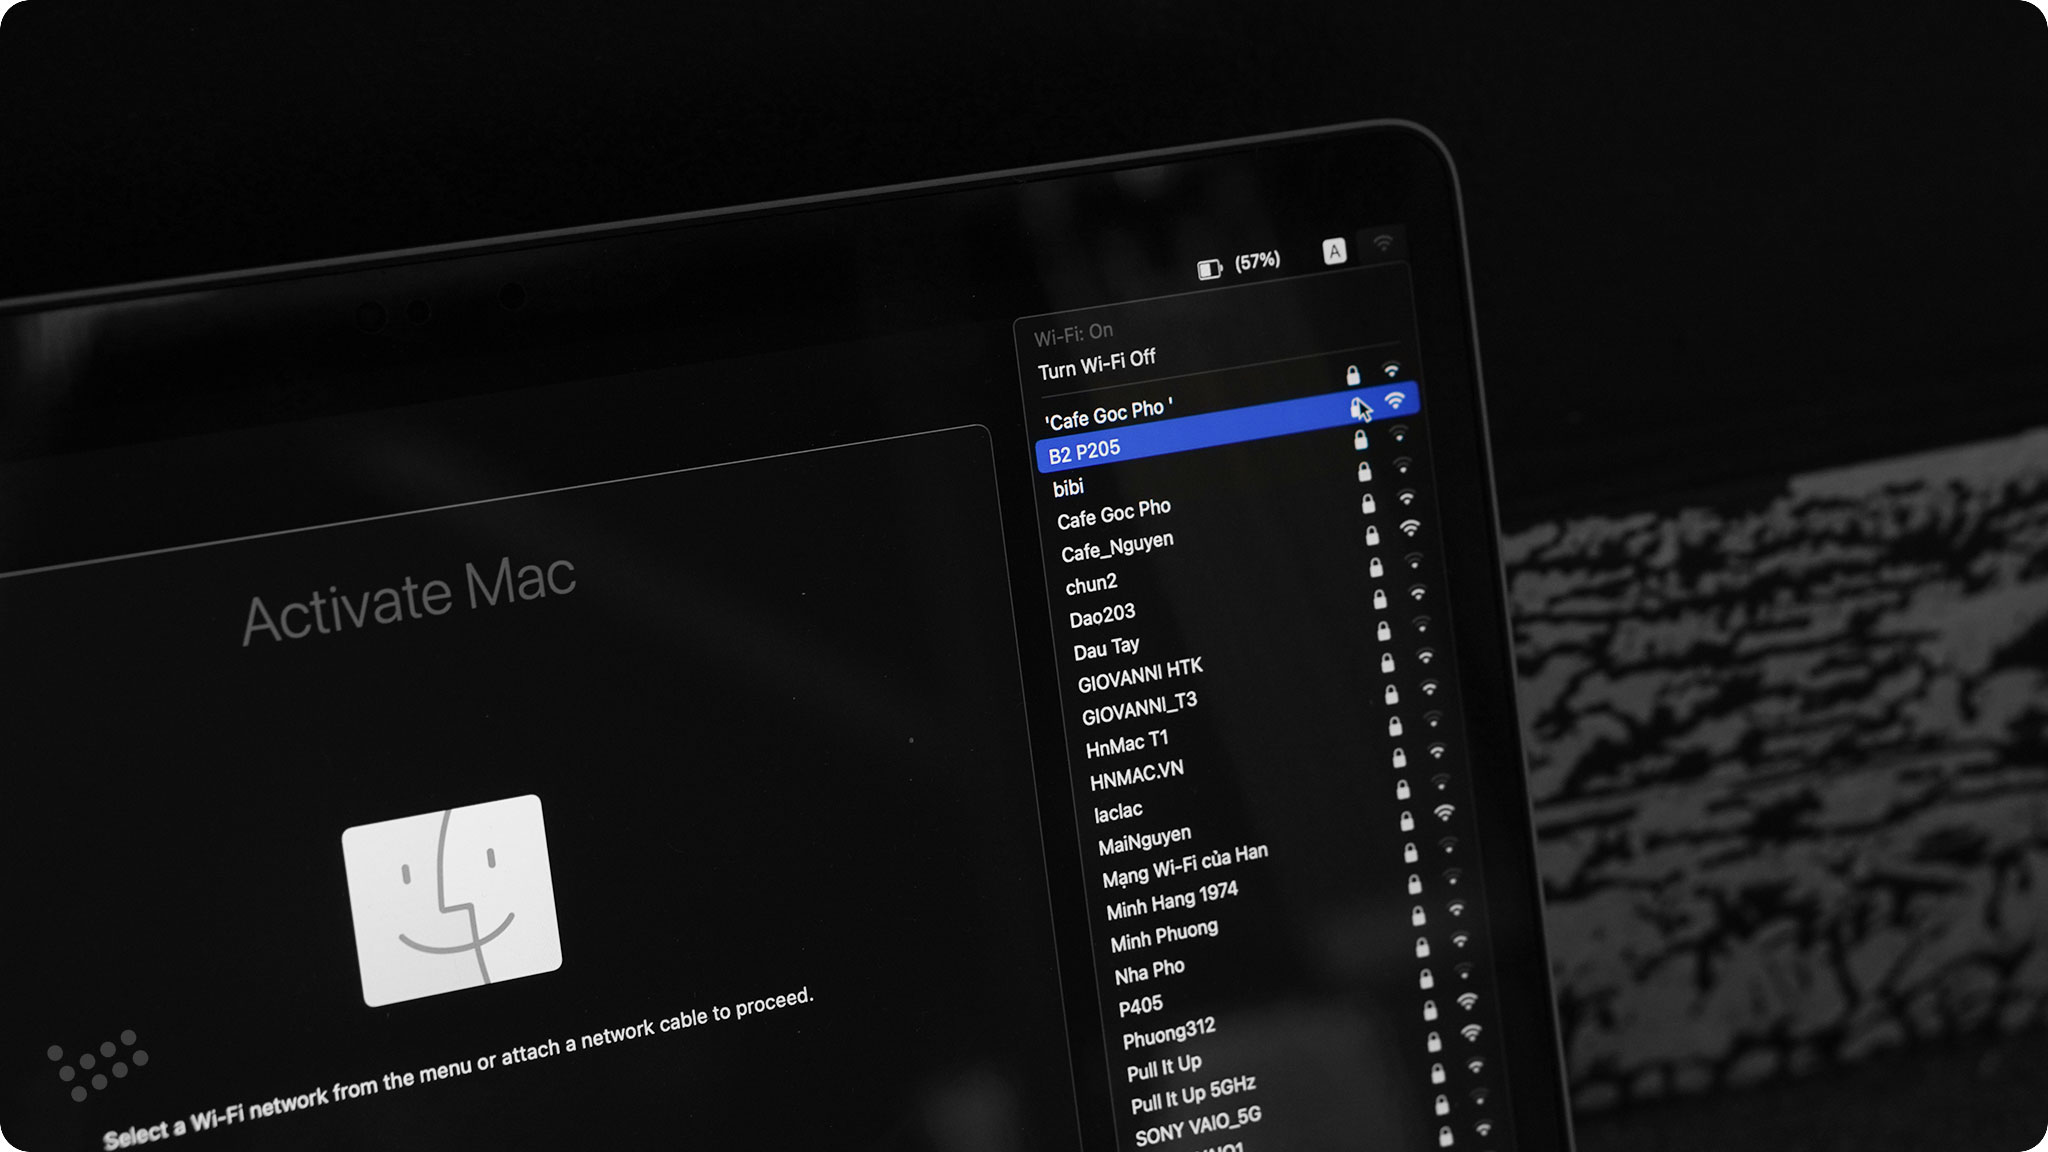 (57%)
A
Wi-Fi: On
Turn Wi-Fi Off
'Cafe Goc Pho '
B2 P205
bibi
Cafe Goc Pho
Cafe_Nguyen
chun2
Dao203
Dau Tay
GIOVANNI HTK
GIOVANNI_T3
HnMac T1
HNMAC.VN
laclac
MaiNguyen
Mạng Wi-Fi của Han
Minh Hang 1974
Minh Phuong
Nha Pho
P405
Phuong312
Pull It Up
Pull It Up 5GHz
SONY VAIO_5G
Activate Mac
Select a Wi-Fi network from the menu or attach a network cable to proceed.